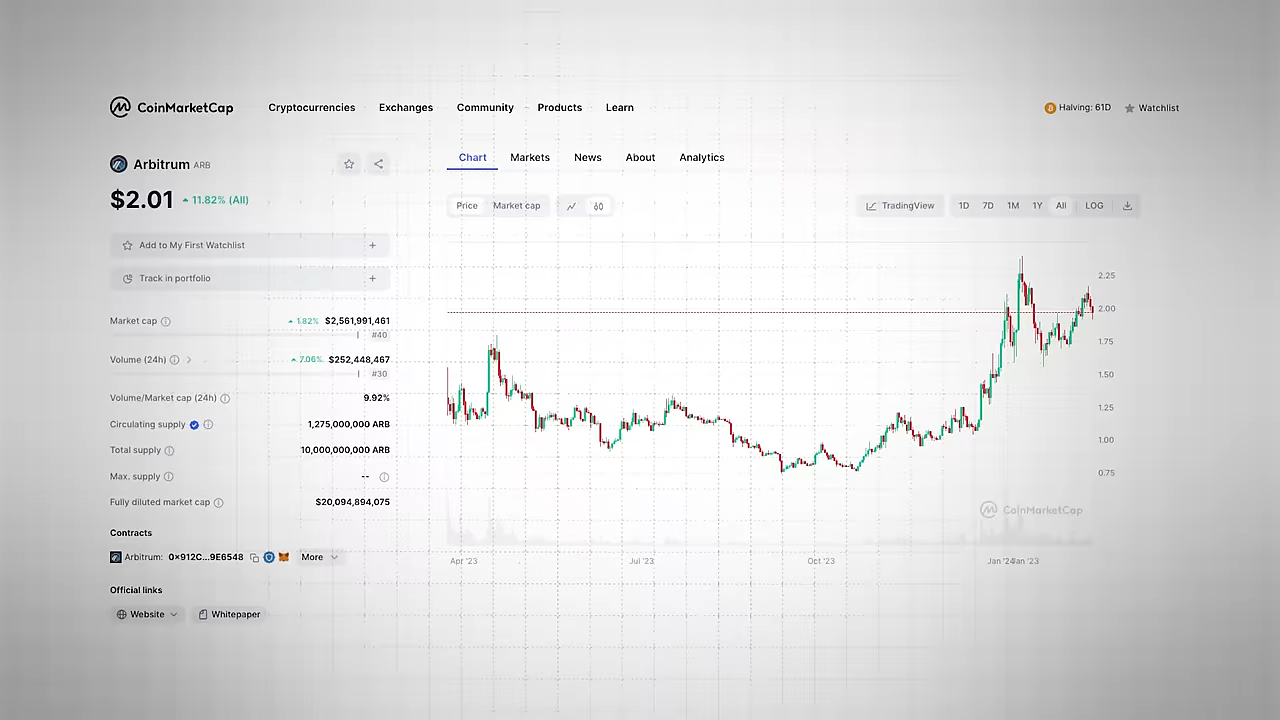 CoinMarketCap Cryptocurrencies Exchanges Community Products Learn Halving: 61D Watchlist
Arbitrum ARB
$2.01 11.82% (All)
Add to My First Watchlist +
Track in portfolio +
Market cap 1.82% $2,561,991,461
#40
Volume (24h) 7.06% $252,448,467
#30
Volume/Market cap (24h) 9.92%
Circulating supply 1,275,000,000 ARB
Total supply 10,000,000,000 ARB
Max. supply --
Fully diluted market cap $20,094,894,075
Contracts
Arbitrum: 0x912C...9E6548 More
Official links
Website Whitepaper
Chart Markets News About Analytics
Price Market cap TradingView 1D 7D 1M 1Y All LOG
2.25
2.00
1.75
1.50
1.25
1.00
0.75
CoinMarketCap
Apr '23 Jul '23 Oct '23 Jan '24